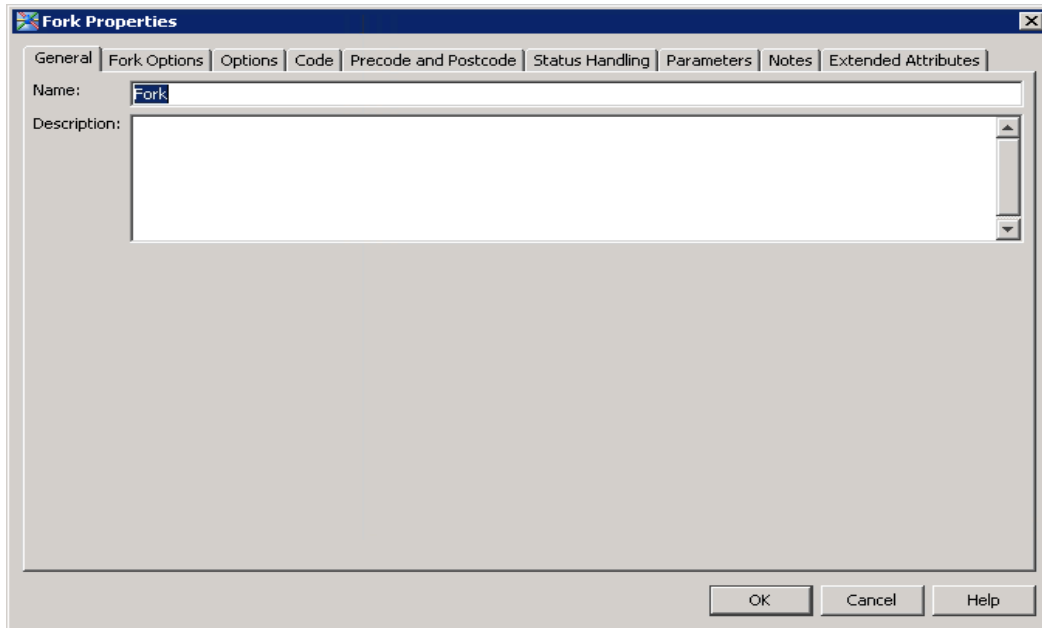 Fork Properties
General Fork Options Options Code Precode and Postcode Status Handling Parameters Notes Extended Attributes
Name: Fork
Description:
OK Cancel Help